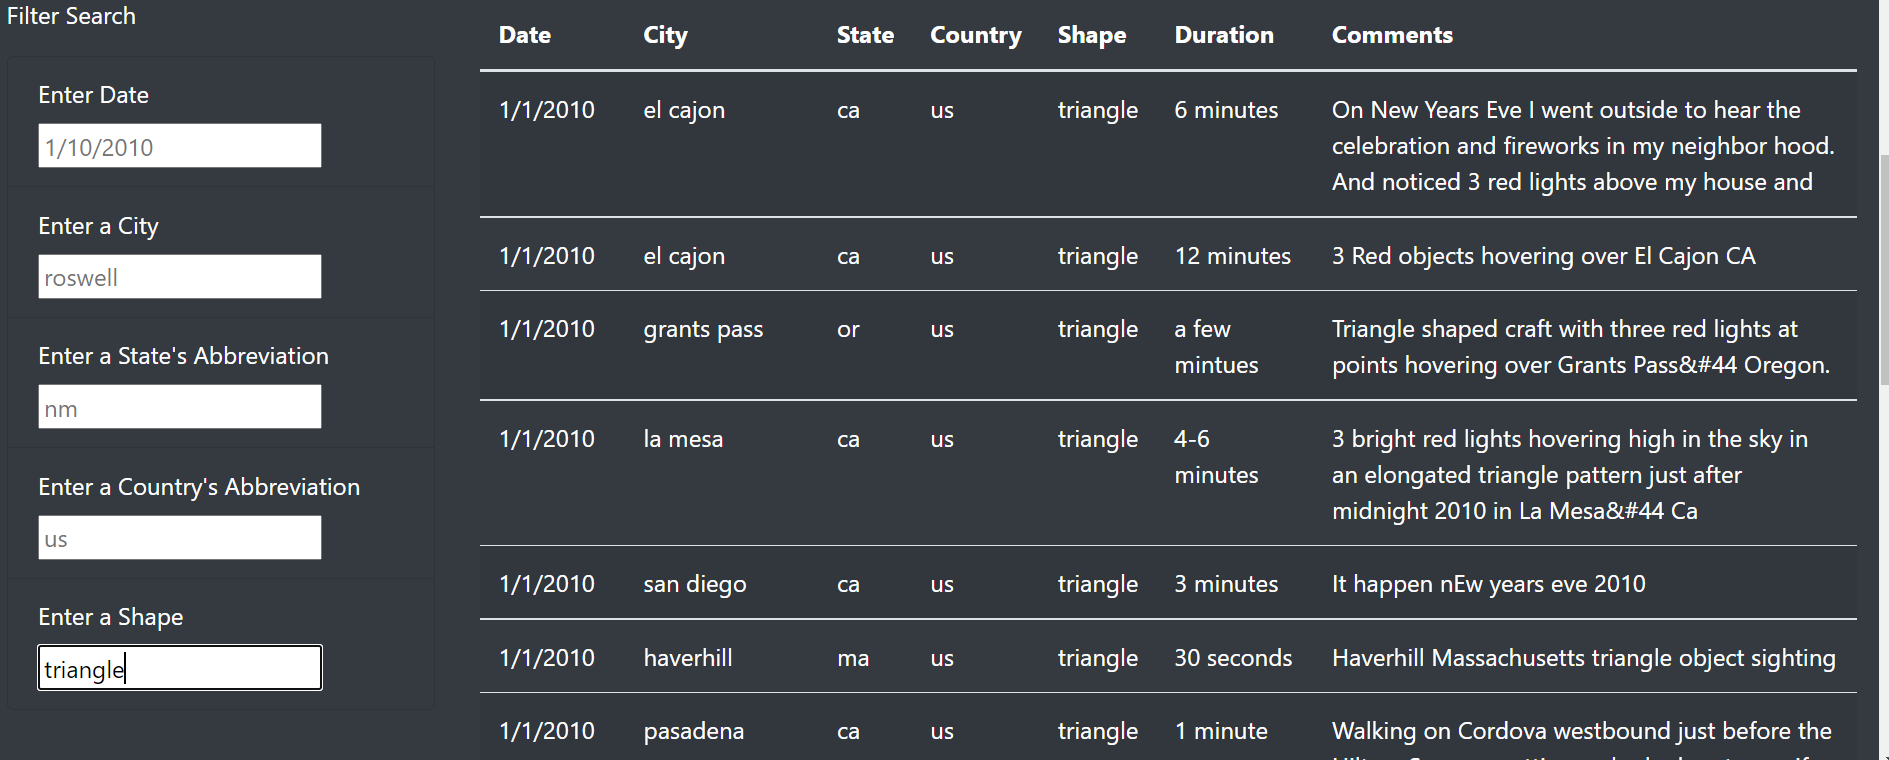 Filter Search
Enter Date
1/10/2010
Enter a City
roswell
Enter a State's Abbreviation
nm
Enter a Country's Abbreviation
us
Enter a Shape
triangle
Date City State Country Shape Duration Comments
1/1/2010 el cajon ca us triangle 6 minutes On New Years Eve I went outside to hear the
celebration and fireworks in my neighbor hood.
And noticed 3 red lights above my house and
1/1/2010 el cajon ca us triangle 12 minutes 3 Red objects hovering over El Cajon CA
1/1/2010 grants pass or us triangle a few Triangle shaped craft with three red lights at
mintues points hovering over Grants Pass&#44 Oregon.
1/1/2010 la mesa ca us triangle 4-6 3 bright red lights hovering high in the sky in
minutes an elongated triangle pattern just after
midnight 2010 in La Mesa&#44 Ca
1/1/2010 san diego ca us triangle 3 minutes It happen nEw years eve 2010
1/1/2010 haverhill ma us triangle 30 seconds Haverhill Massachusetts triangle object sighting
1/1/2010 pasadena ca us triangle 1 minute Walking on Cordova westbound just before the